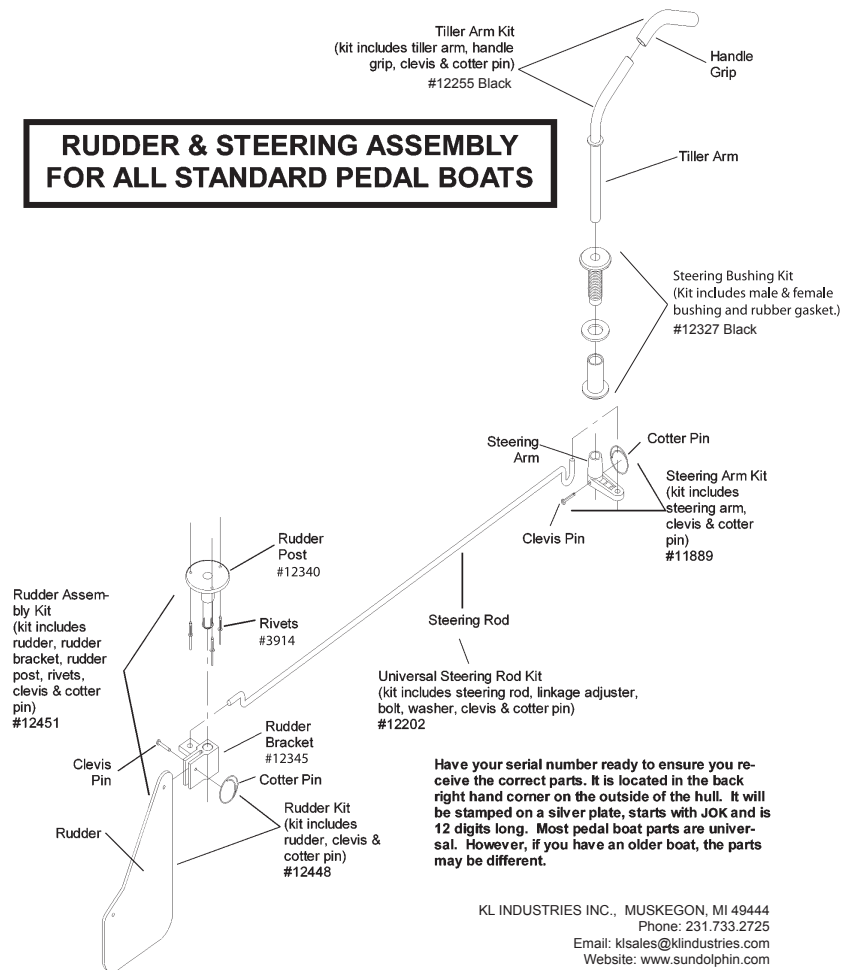 Tiller Arm Kit
(kit includes tiller arm, handle
grip, clevis & cotter pin)
#12255 Black
Handle
Grip
RUDDER & STEERING ASSEMBLY
FOR ALL STANDARD PEDAL BOATS
Tiller Arm
Steering Bushing Kit
(Kit includes male & female
bushing and rubber gasket.)
#12327 Black
Steering
Arm
Cotter Pin
Steering Arm Kit
(kit includes
steering arm,
clevis & cotter
pin)
#11889
Clevis Pin
Rudder
Post
#12340
Rudder Assem-
bly Kit
(kit includes
rudder, rudder
bracket, rudder
post, rivets,
clevis & cotter
pin)
#12451
Rivets
#3914
Steering Rod
Universal Steering Rod Kit
(kit includes steering rod, linkage adjuster,
bolt, washer, clevis & cotter pin)
#12202
Rudder
Bracket
#12345
Clevis
Pin
Cotter Pin
Rudder
Rudder Kit
(kit includes
rudder, clevis &
cotter pin)
#12448
Have your serial number ready to ensure you re-
ceive the correct parts. It is located in the back
right hand corner on the outside of the hull.  It will
be stamped on a silver plate, starts with JOK and is
12 digits long.  Most pedal boat parts are univer-
sal.  However, if you have an older boat, the parts
may be different.
KL INDUSTRIES INC.,  MUSKEGON, MI 49444
Phone: 231.733.2725
Email: klsales@klindustries.com
Website: www.sundolphin.com